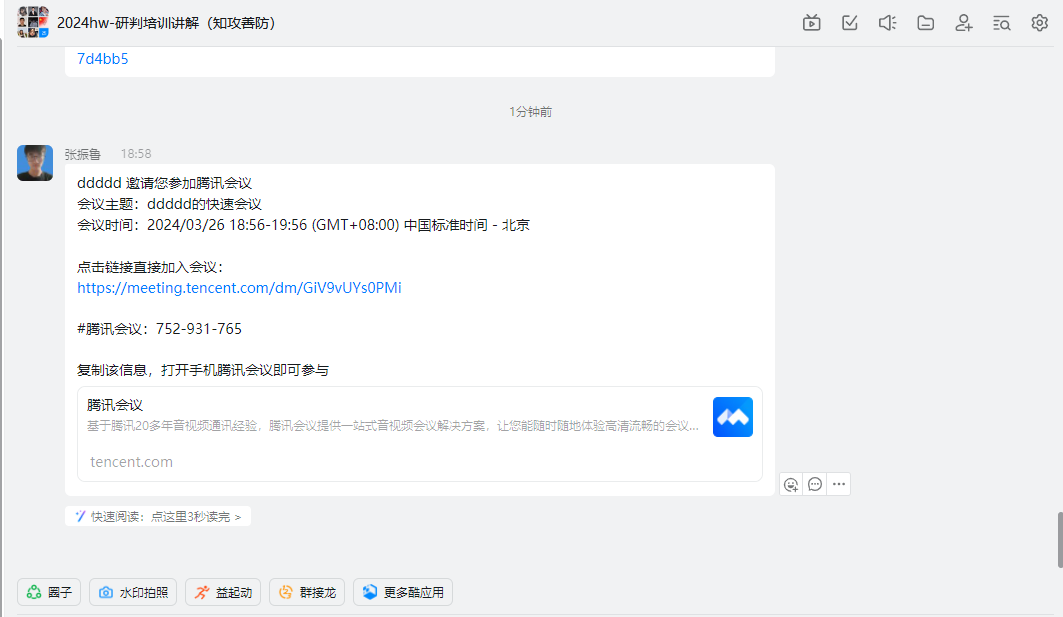 2024hw-研判培训讲解（知攻善防）
7d4bb5
1分钟前
张振鲁 18:58
ddddd 邀请您参加腾讯会议
会议主题：ddddd的快速会议
会议时间：2024/03/26 18:56-19:56 (GMT+08:00) 中国标准时间 - 北京
点击链接直接加入会议：
https://meeting.tencent.com/dm/GiV9vUYs0PMi
#腾讯会议：752-931-765
复制该信息，打开手机腾讯会议即可参与
腾讯会议
基于腾讯20多年音视频通讯经验，腾讯会议提供一站式音视频会议解决方案，让您能随时随地体验高清流畅的会议...
tencent.com
快速阅读：点这里3秒读完 >
圈子 水印拍照 益起动 群接龙 更多酷应用